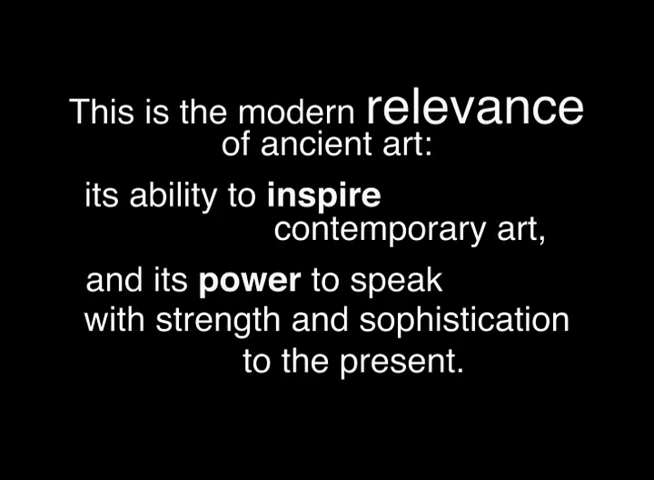 This is the modern relevance
of ancient art:
its ability to inspire
contemporary art,
and its power to speak
with strength and sophistication
to the present.